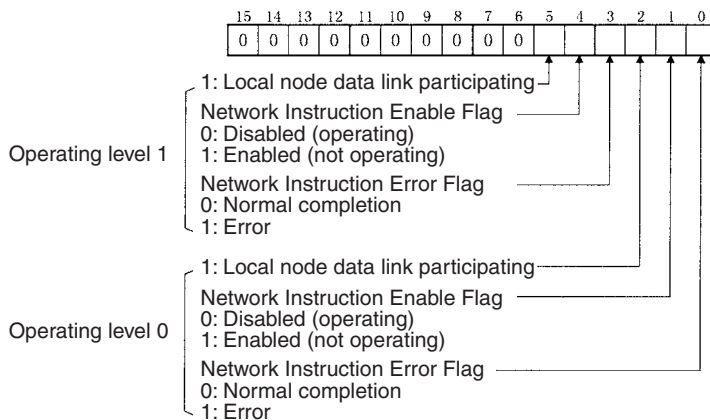 15 14 13 12 11 10 9 8 7 6 5 4 3 2 1 0
0 0 0 0 0 0 0 0 0 0
Operating level 1
1: Local node data link participating
Network Instruction Enable Flag
0: Disabled (operating)
1: Enabled (not operating)
Network Instruction Error Flag
0: Normal completion
1: Error
Operating level 0
1: Local node data link participating
Network Instruction Enable Flag
0: Disabled (operating)
1: Enabled (not operating)
Network Instruction Error Flag
0: Normal completion
1: Error